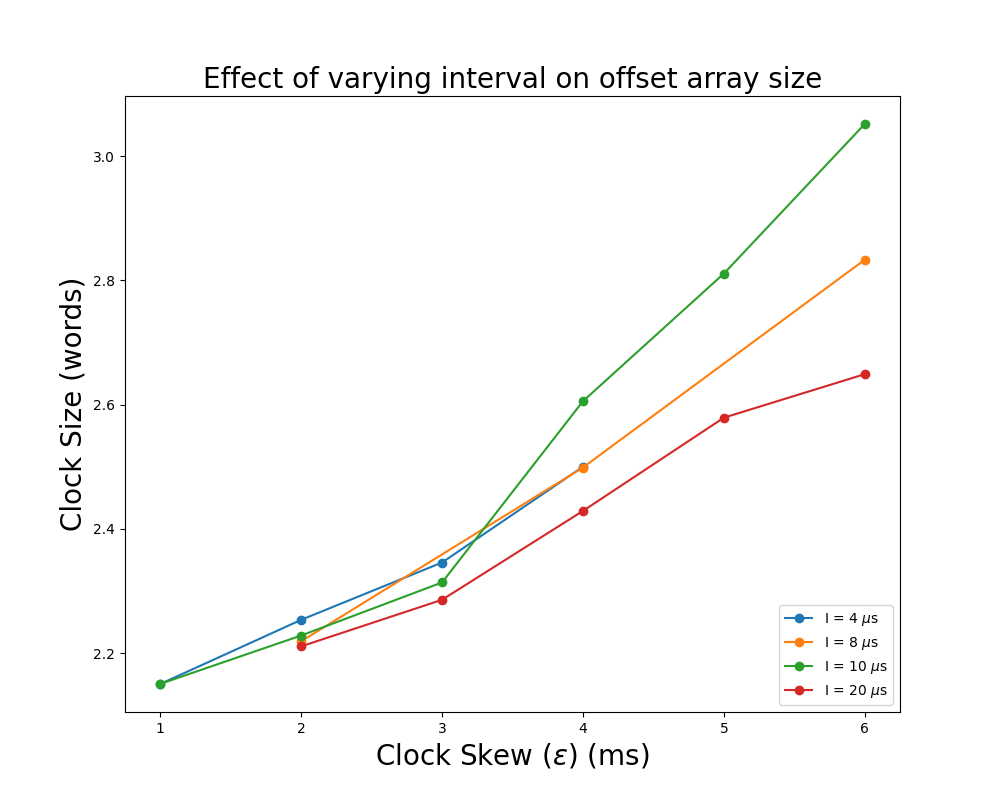 Effect of varying interval on offset array size
Clock Size (words)
3.0
2.8
2.6
2.4
2.2
1 2 3 4 5 6
Clock Skew (ε) (ms)
I = 4 μs
I = 8 μs
I = 10 μs
I = 20 μs